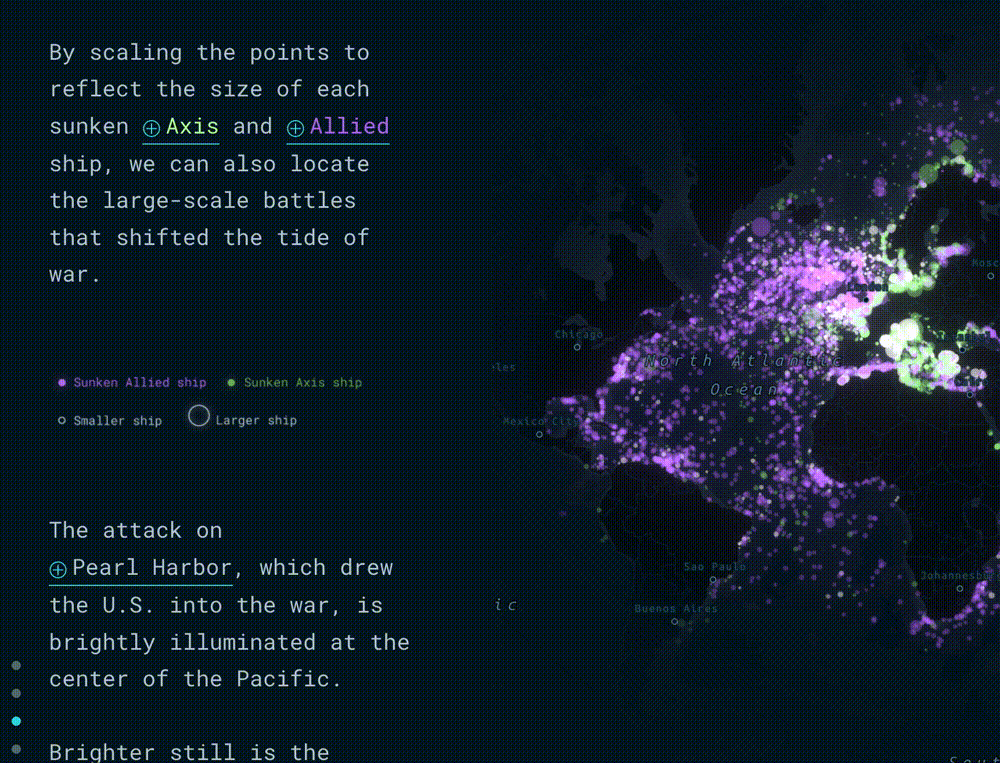 By scaling the points to
reflect the size of each
sunken Axis and Allied
ship, we can also locate
the large-scale battles
that shifted the tide of
war.
Sunken Allied ship Sunken Axis ship
Smaller ship Larger ship
The attack on
Pearl Harbor, which drew
the U.S. into the war, is
brightly illuminated at the
center of the Pacific.
Brighter still is the
Chicago
North Atlantic
Ocean
les
Mexico City
London
Mosc
Sao Paulo
Buenos Aires
Johannesb
ic
Sout